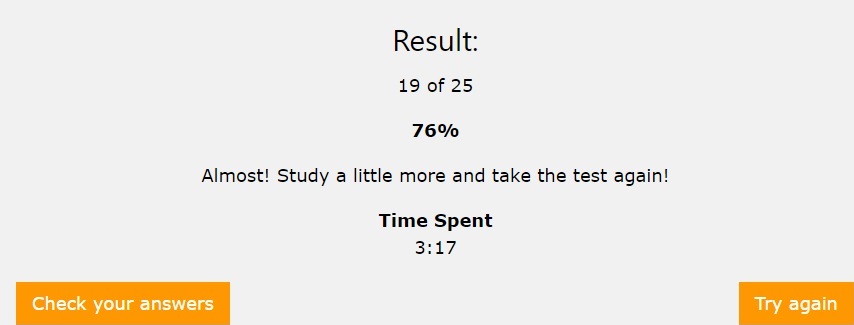 Result:
19 of 25
76%
Almost! Study a little more and take the test again!
Time Spent
3:17
Check your answers
Try again